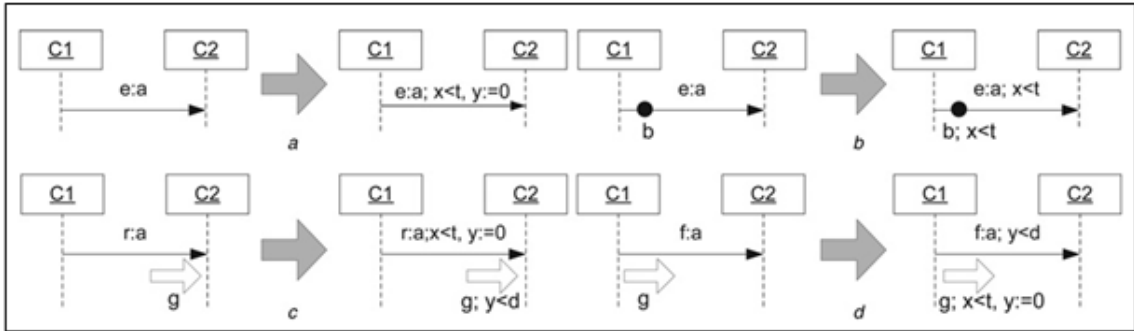 C1 C2 C1 C2 C1 C2 C1 C2
e:a e:a; x<t, y:=0 e:a e:a; x<t
b b; x<t
a b
C1 C2 C1 C2 C1 C2 C1 C2
r:a r:a;x<t, y:=0 f:a f:a; y<d
g g; y<d g g; x<t, y:=0
c d